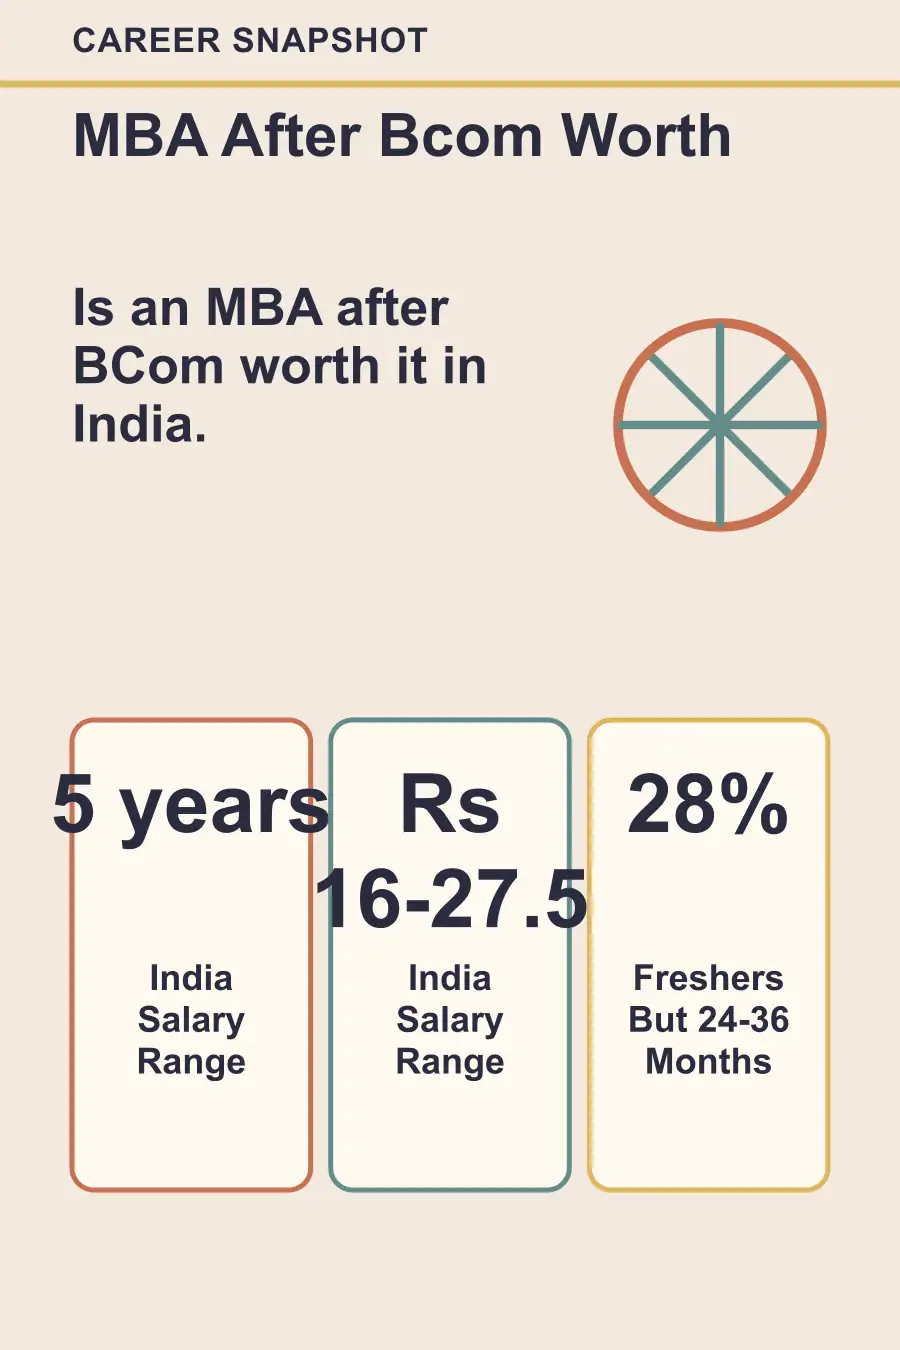 CAREER SNAPSHOT
MBA After Bcom Worth
Is an MBA after
BCom worth it in
India.
5 years
India
Salary
Range
Rs
16-27.5
India
Salary
Range
28%
Freshers
But 24-36
Months